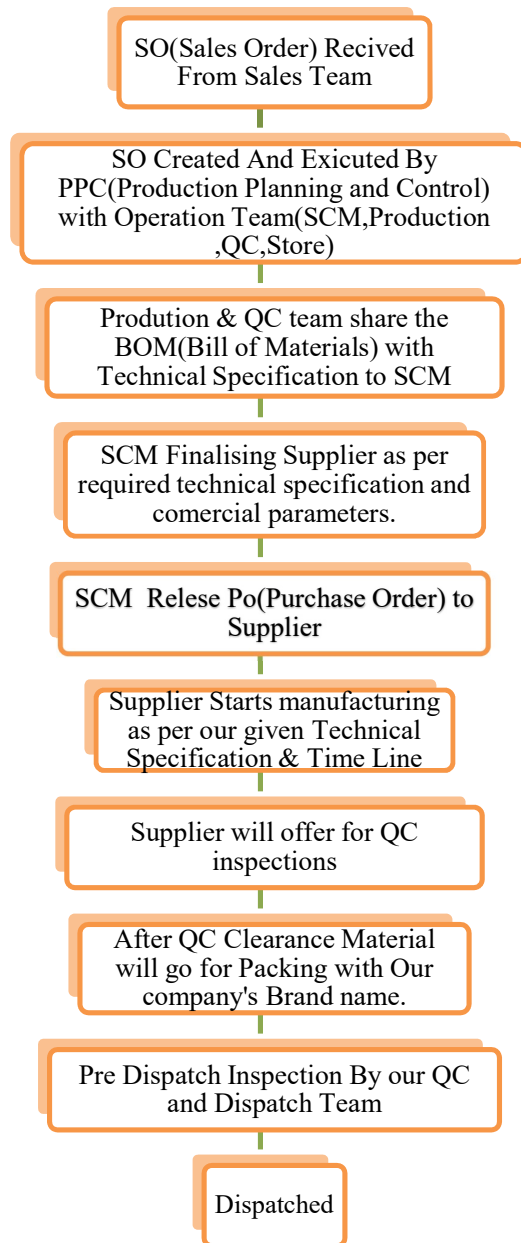 SO(Sales Order) Recived
From Sales Team
SO Created And Exicuted By
PPC(Production Planning and Control)
with Operation Team(SCM,Production
,QC,Store)
Prodution & QC team share the
BOM(Bill of Materials) with
Technical Specification to SCM
SCM Finalising Supplier as per
required technical specification and
comercial parameters.
SCM Relese Po(Purchase Order) to
Supplier
Supplier Starts manufacturing
as per our given Technical
Specification & Time Line
Supplier will offer for QC
inspections
After QC Clearance Material
will go for Packing with Our
company's Brand name.
Pre Dispatch Inspection By our QC
and Dispatch Team
Dispatched